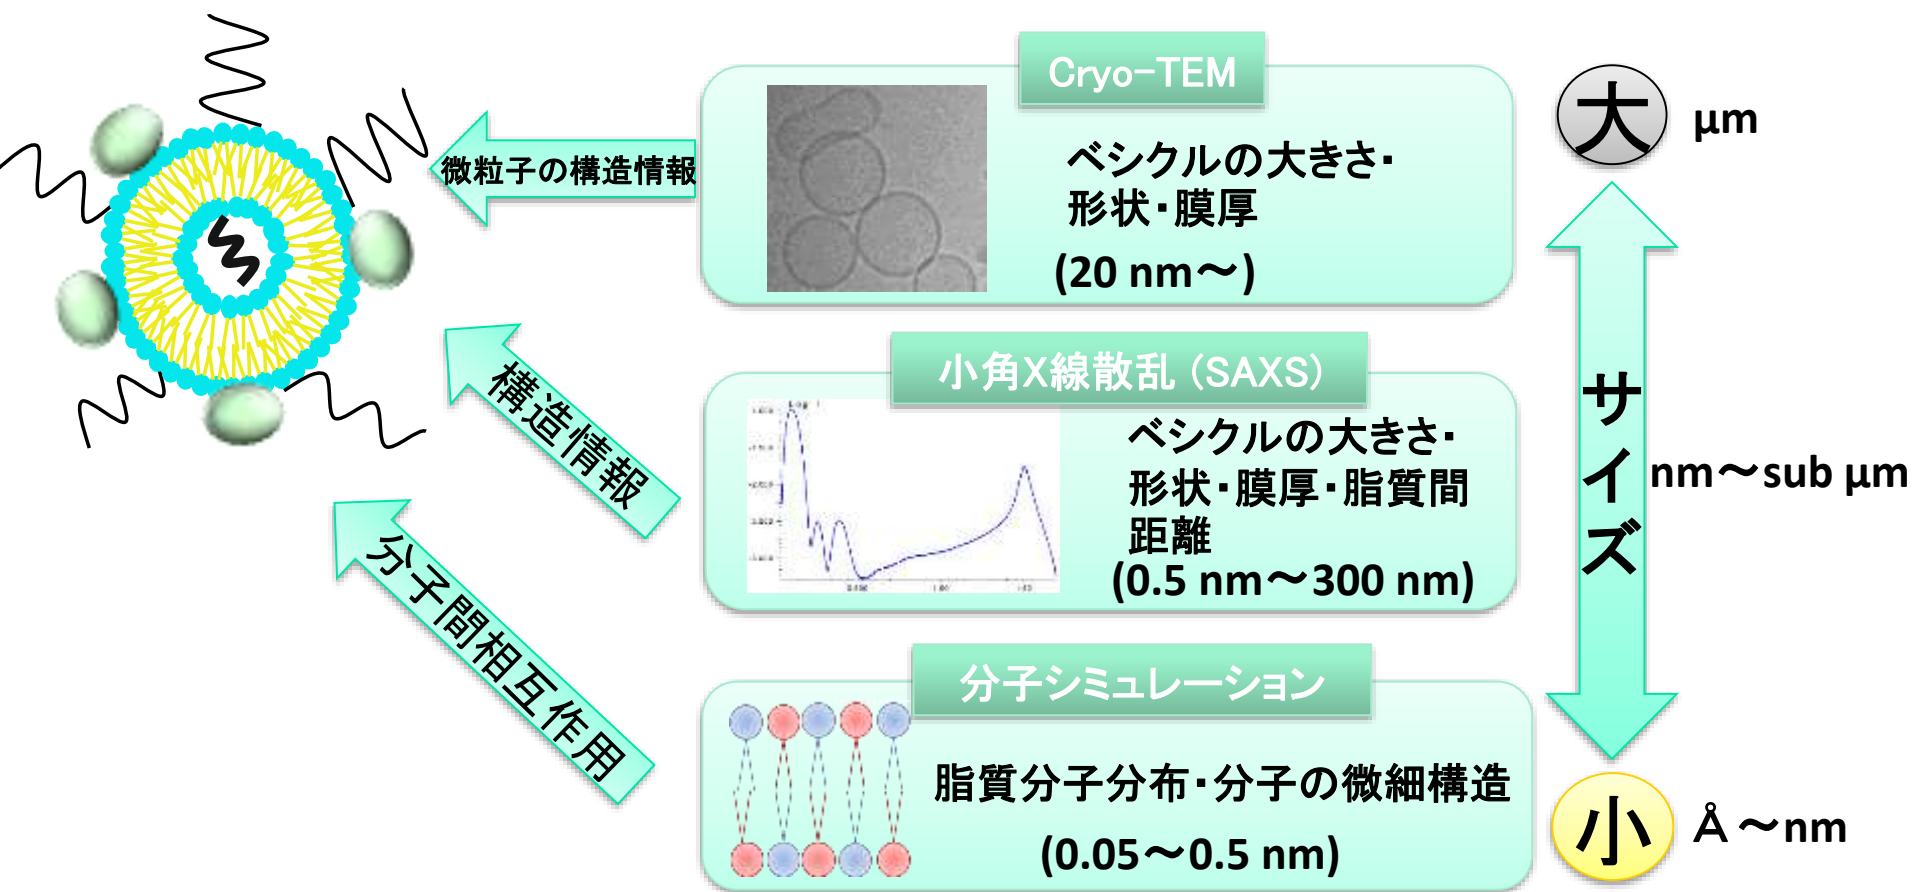 Cryo-TEM
微粒子の構造情報
ベシクルの大きさ・
形状・膜厚
(20 nm～)
大
μm
小角X線散乱 (SAXS)
構造情報
ベシクルの大きさ・
形状・膜厚・脂質間
距離
(0.5 nm～300 nm)
サイズ
nm～sub μm
分子間相互作用
分子シミュレーション
脂質分子分布・分子の微細構造
(0.05～0.5 nm)
小
Å～nm